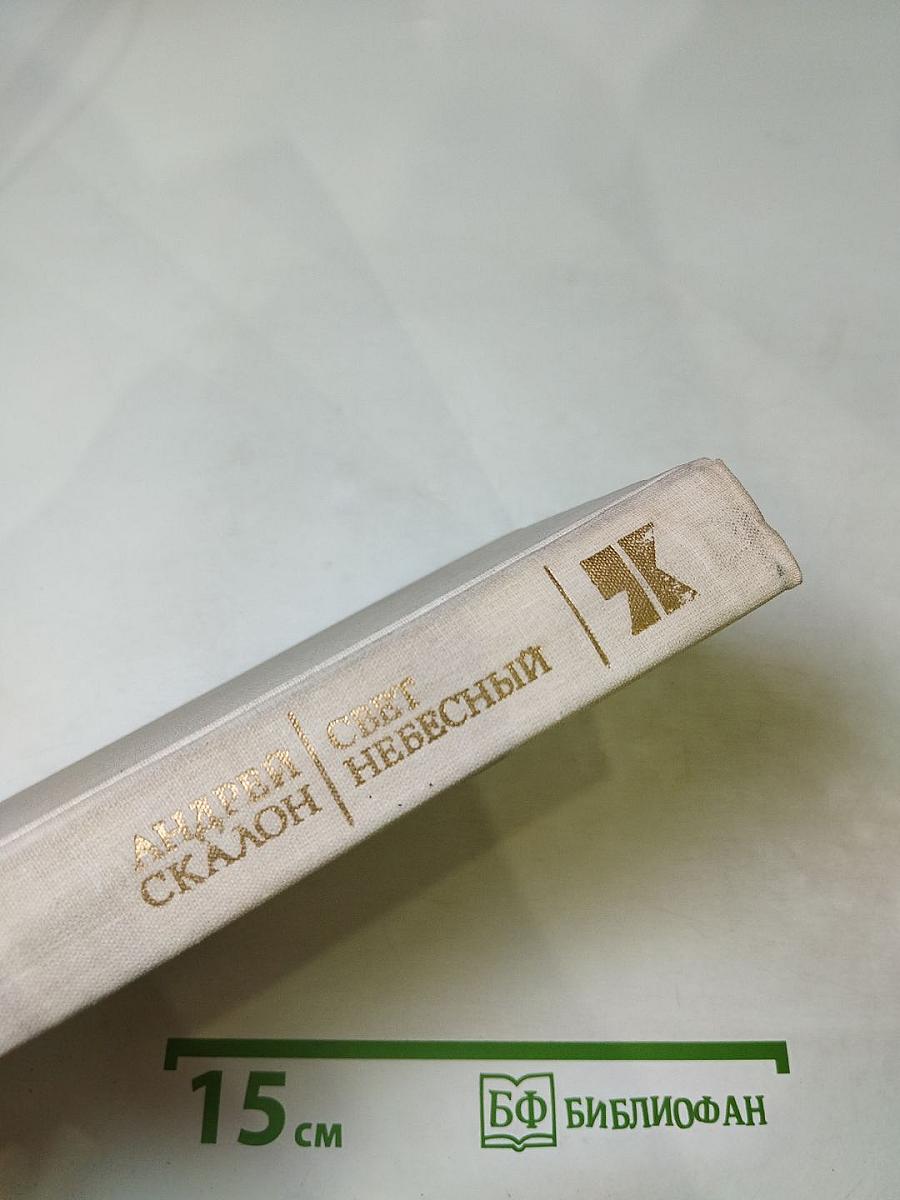 АНДРЕЙ
СКАЛОН
СВЕТ
НЕБЕСНЫЙ
15 см
БФ БИБЛИОФАН